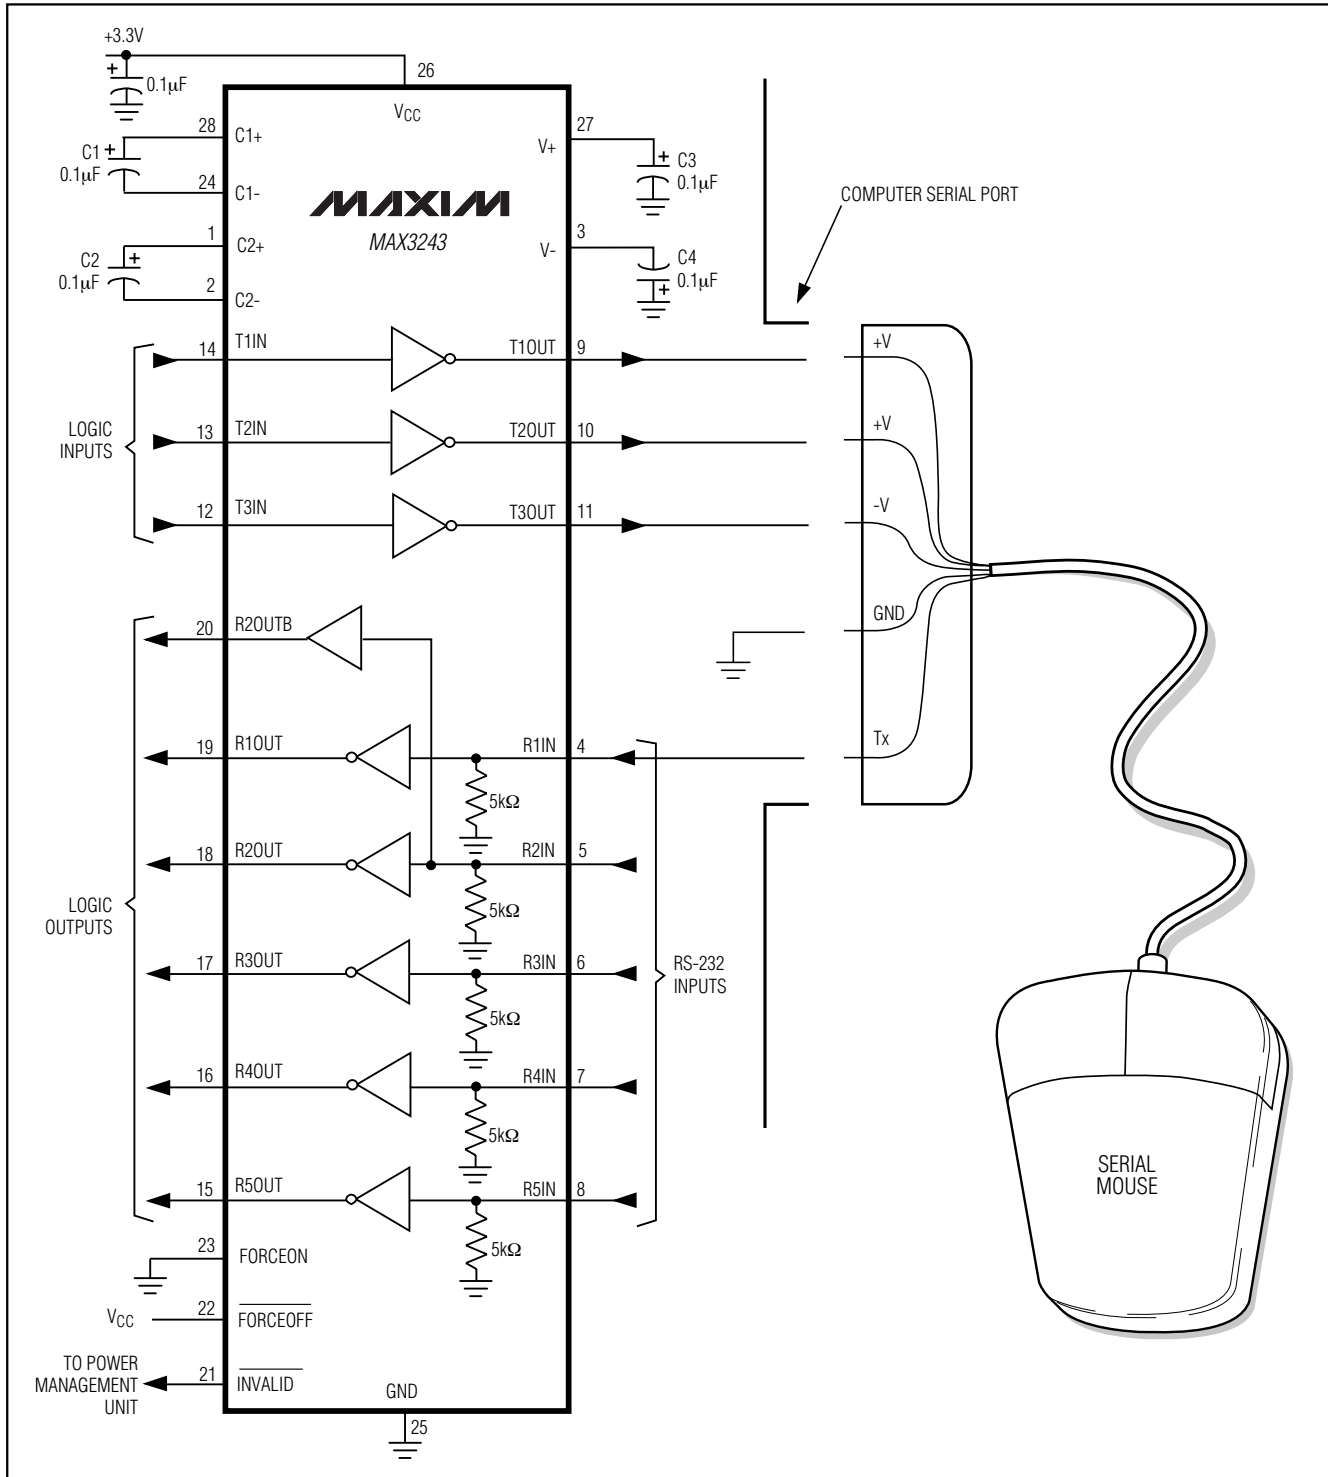 +3.3V
0.1µF
26
VCC
28
C1+
C1
0.1µF
24
C1-
1
C2+
C2
0.1µF
2
C2-
MAXIM
MAX3243
27
V+
C3
0.1µF
3
V-
C4
0.1µF
COMPUTER SERIAL PORT
LOGIC
INPUTS
14
T1IN
T1OUT
9
13
T2IN
T2OUT
10
12
T3IN
T3OUT
11
+V
+V
-V
GND
Tx
LOGIC
OUTPUTS
20
R2OUTB
19
R1OUT
R1IN
4
5kΩ
18
R2OUT
R2IN
5
5kΩ
17
R3OUT
R3IN
6
5kΩ
16
R4OUT
R4IN
7
5kΩ
15
R5OUT
R5IN
8
5kΩ
RS-232
INPUTS
23
FORCEON
VCC
22
FORCEOFF
TO POWER
MANAGEMENT
UNIT
21
INVALID
GND
25
SERIAL
MOUSE